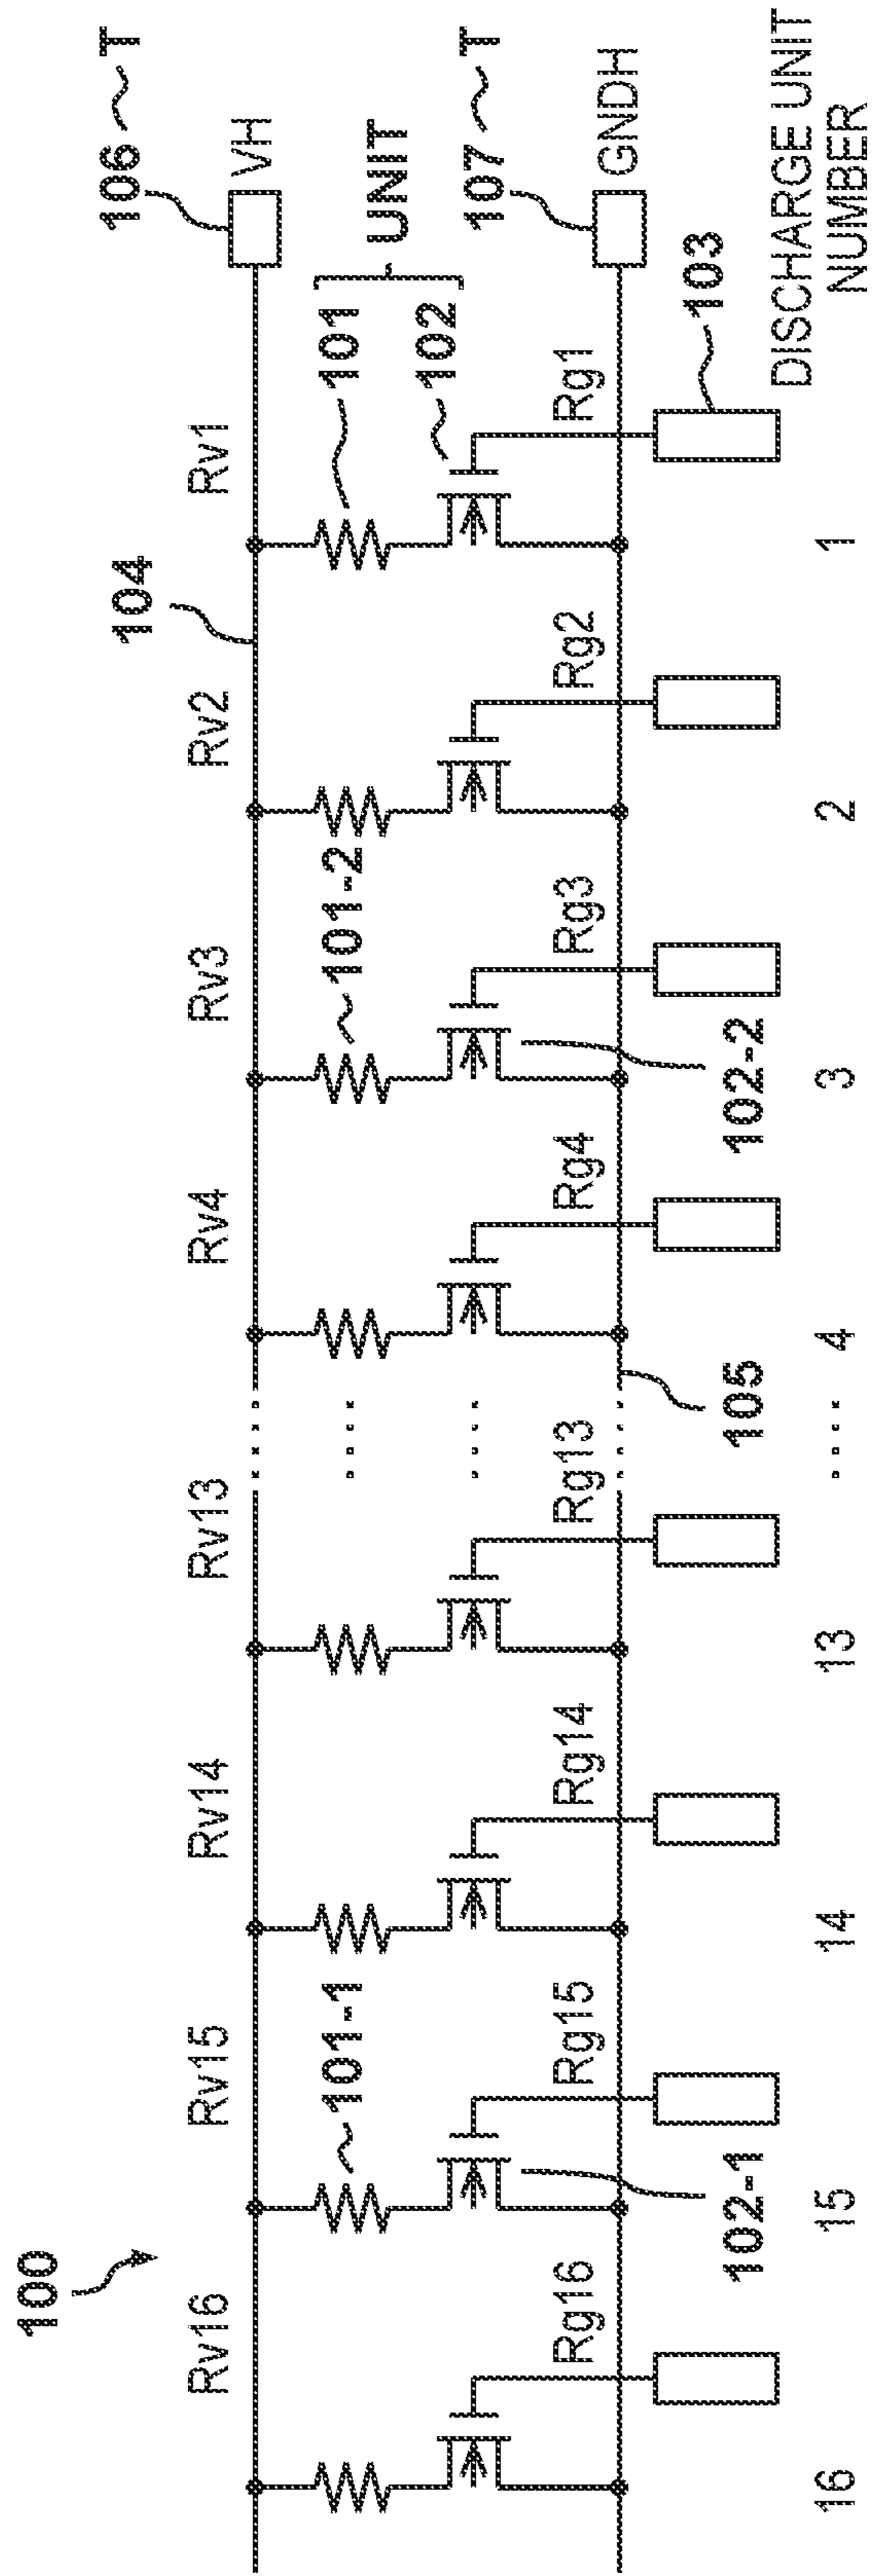 100
106 ~ T
104
Rv16 Rv15 Rv14 Rv13 Rv4 Rv3 Rv2 Rv1 VH
101-1 101-2 101 UNIT
102
107 ~ T
Rg16 Rg15 Rg14 Rg13 Rg4 Rg3 Rg2 Rg1 GNDH
102-1 105 102-2 103
16 15 14 13 .... 4 3 2 1 DISCHARGE UNIT
NUMBER